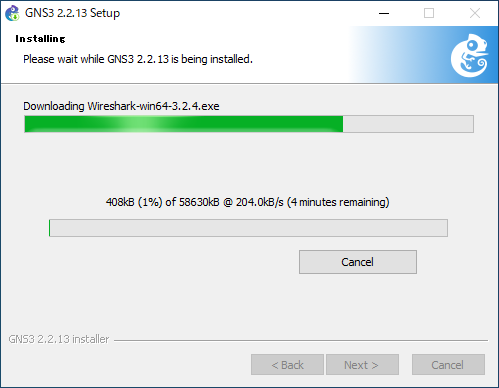 GNS3 2.2.13 Setup
Installing
Please wait while GNS3 2.2.13 is being installed.
Downloading Wireshark-win64-3.2.4.exe
408kB (1%) of 58630kB @ 204.0kB/s (4 minutes remaining)
Cancel
GNS3 2.2.13 installer
< Back Next > Cancel